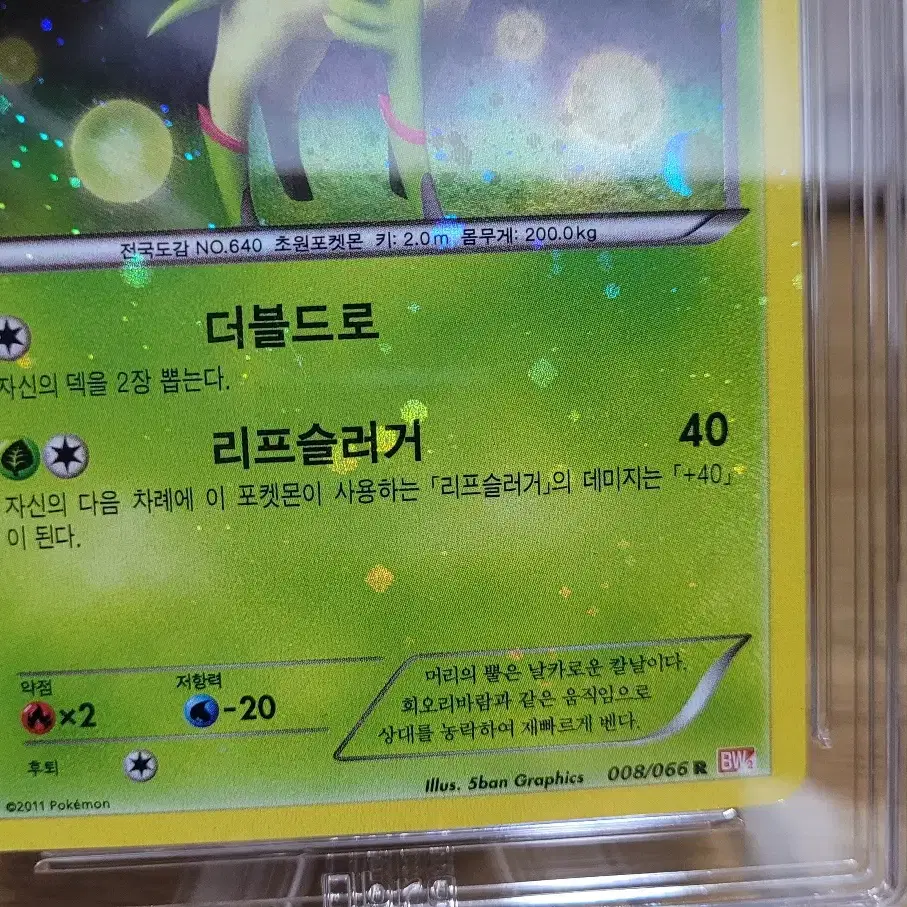 전국도감 NO.640 초원포켓몬 키: 2.0m 몸무게: 200.0kg
더블드로
자신의 덱을 2장 뽑는다.
리프슬러거 40
자신의 다음 차례에 이 포켓몬이 사용하는 「리프슬러거」의 데미지는 「+40」
이 된다.
약점 저항력
×2 -20
후퇴
머리의 뿔은 날카로운 칼날이다.
회오리바람과 같은 움직임으로
상대를 농락하여 재빠르게 벤다.
Illus. 5ban Graphics 008/066 R BW2
©2011 Pokémon